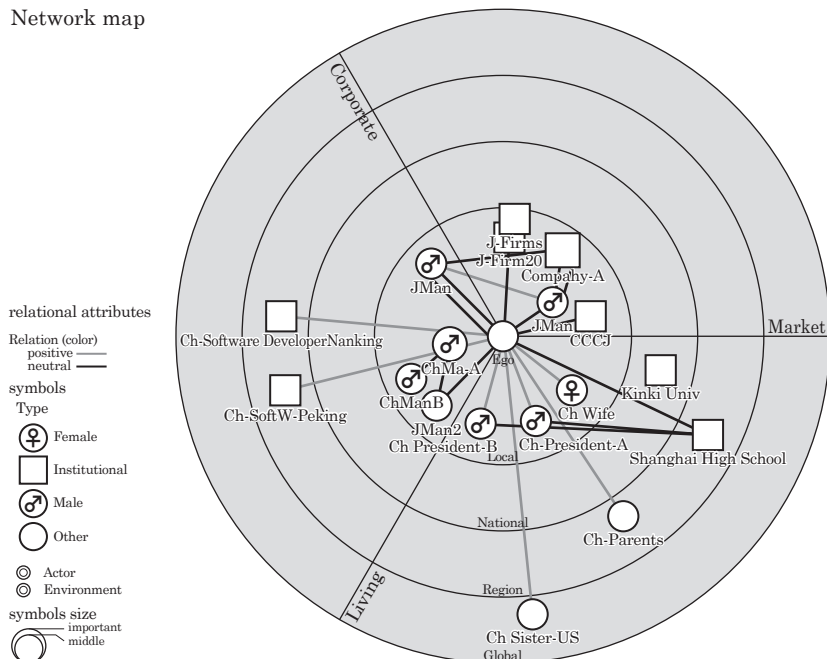 Network map
Corporate
J-Firms
J-Firm20
Compahy-A
JMan
JMan
CCCJ
Market
Ch-Software DeveloperNanking
ChMa-A
Ego
Kinki Univ
Ch-SoftW-Peking
ChManB
JMan2
Ch Wife
Ch President-B
Ch-President-A
Shanghai High School
Local
National
Ch-Parents
Region
Living
Ch Sister-US
Global
relational attributes
Relation (color)
positive
neutral
symbols
Type
Female
Institutional
Male
Other
Actor
Environment
symbols size
important
middle